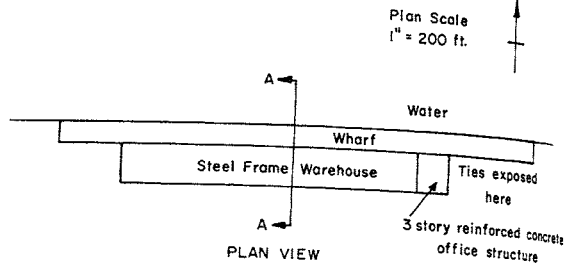 Plan Scale
1" = 200 ft.
A
Water
Wharf
Steel Frame Warehouse
Ties exposed
here
A
3 story reinforced concrete
office structure
PLAN VIEW